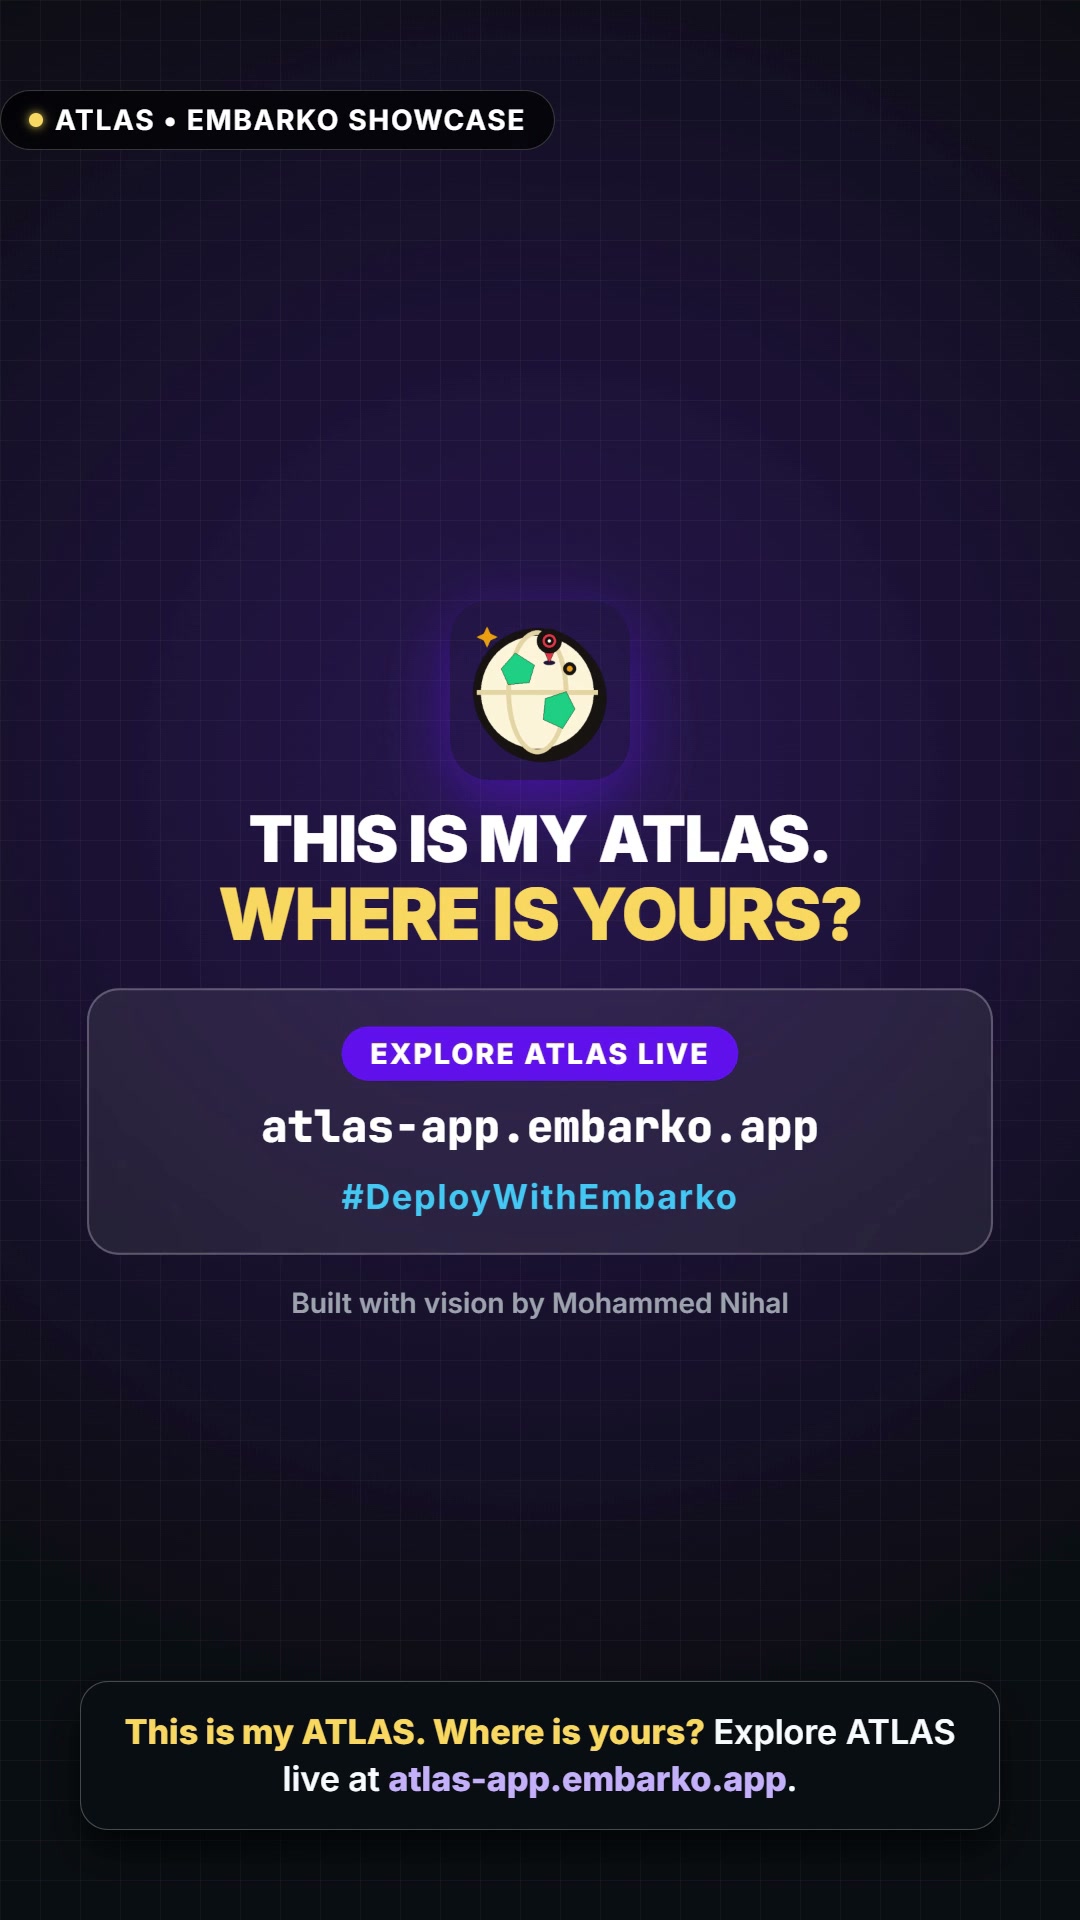 ATLAS • EMBARKO SHOWCASE
THIS IS MY ATLAS.
WHERE IS YOURS?
EXPLORE ATLAS LIVE
atlas-app.embarko.app
#DeployWithEmbarko
Built with vision by Mohammed Nihal
This is my ATLAS. Where is yours? Explore ATLAS
live at atlas-app.embarko.app.